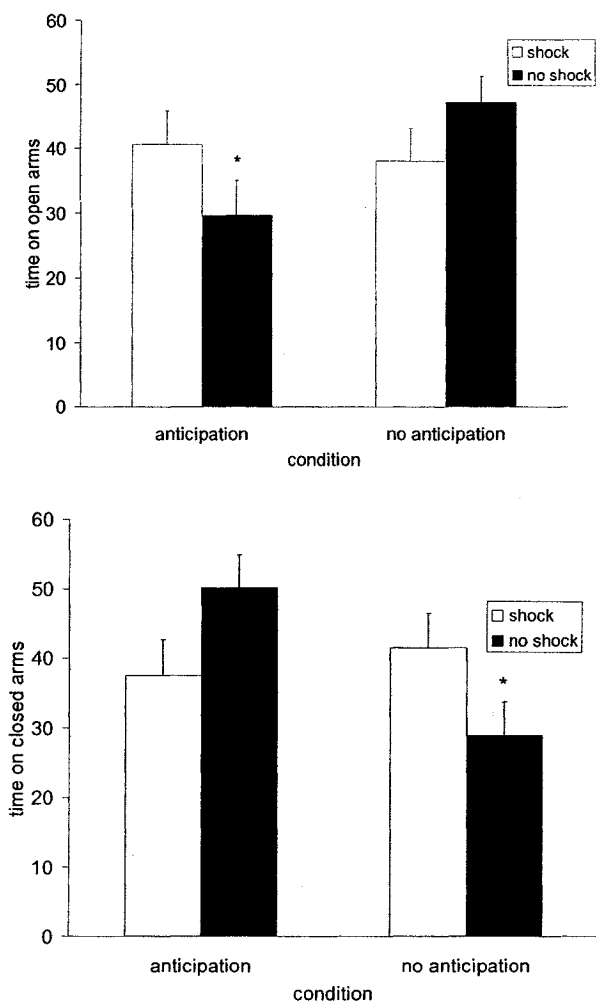 60
50
40
30
20
10
0
time on open arms
shock
no shock
*
anticipation
no anticipation
condition
60
50
40
30
20
10
0
time on closed arms
shock
no shock
*
anticipation
no anticipation
condition